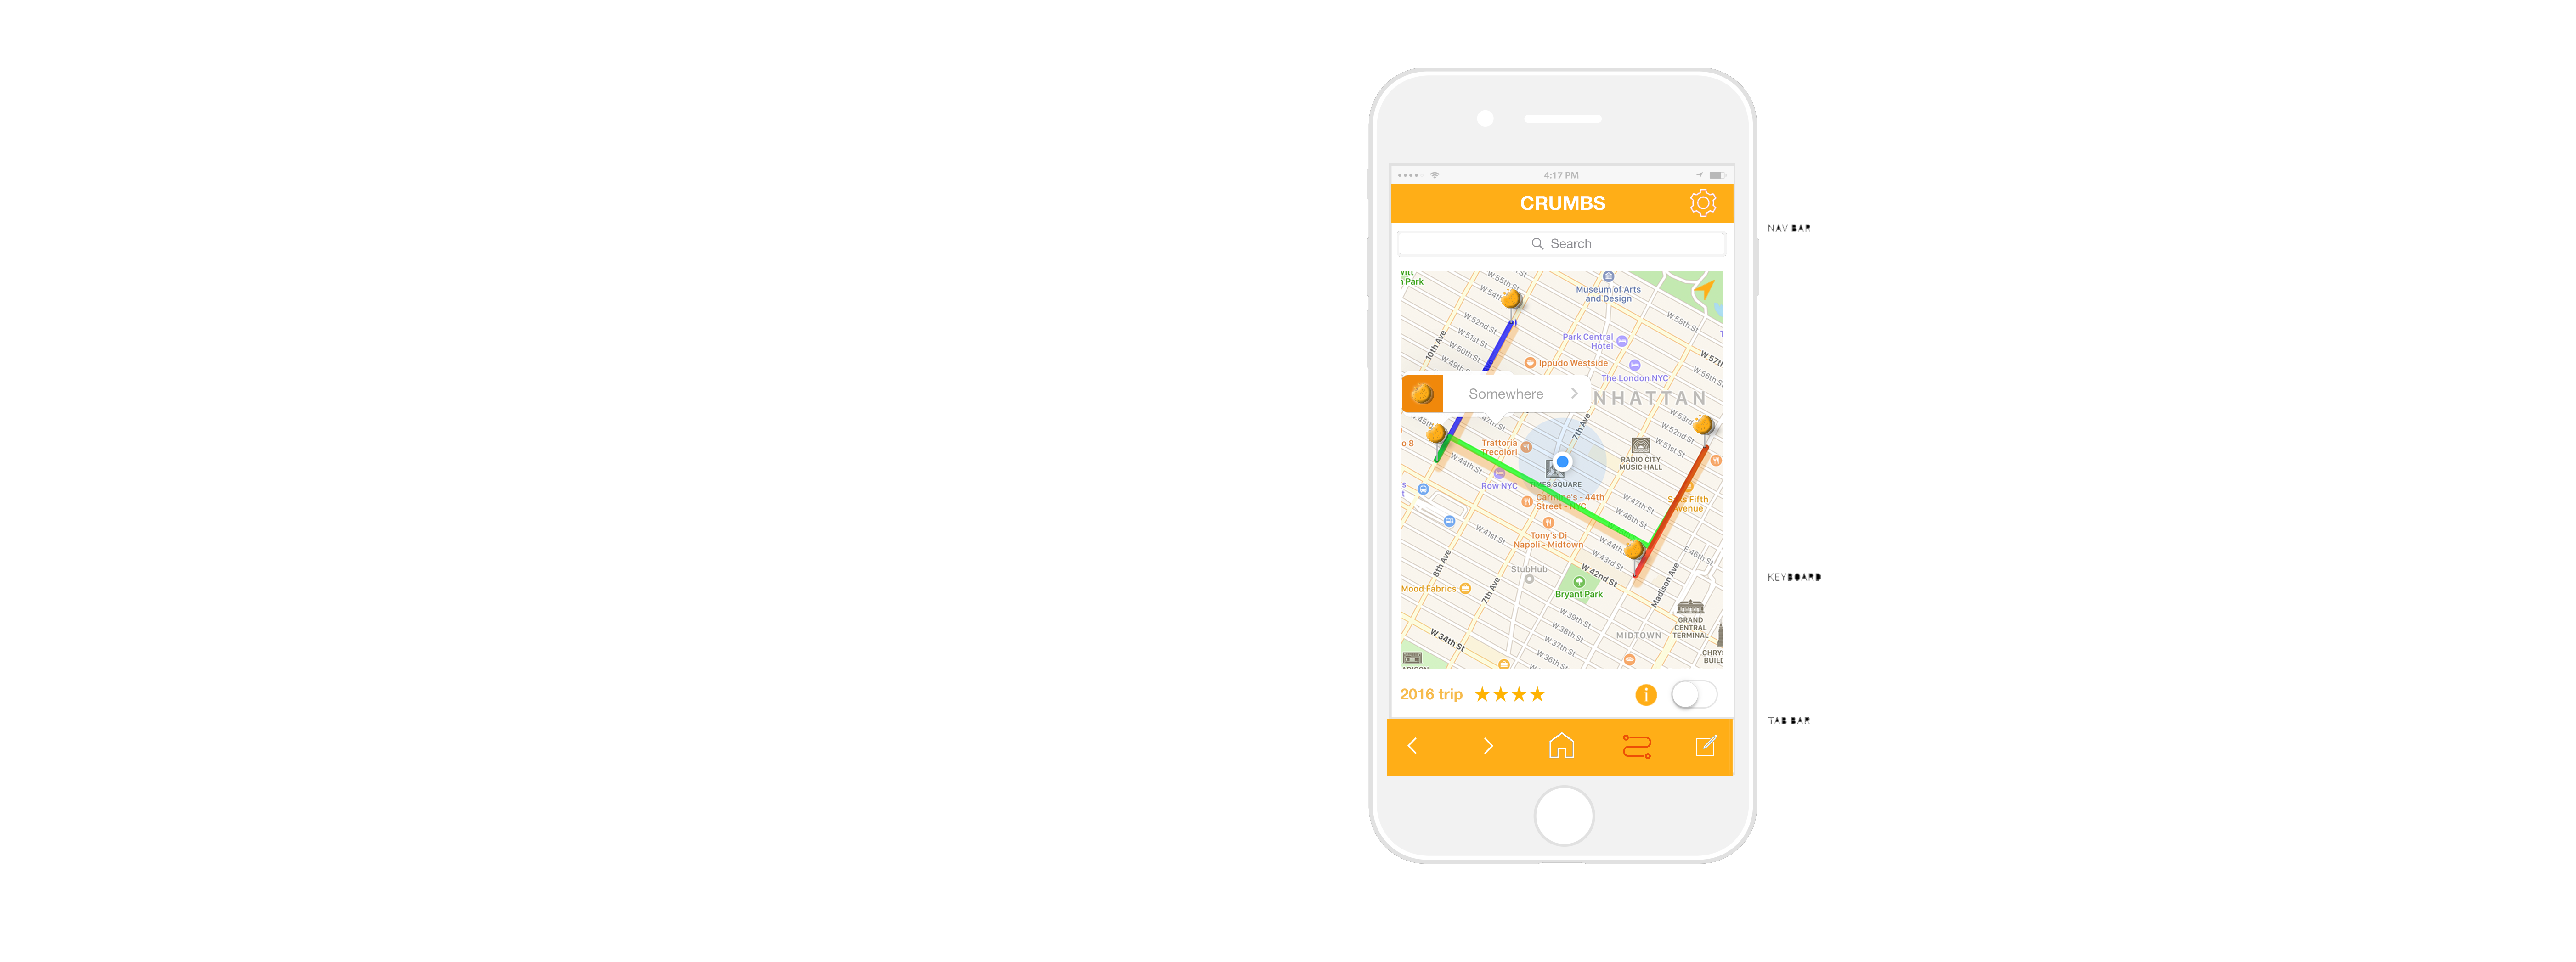 4:17 PM
CRUMBS
NAV BAR
Search
Park
W 55th St
W 54th
Museum of Arts
and Design
W 58th St
W 52nd St
W 51st St
W 50th St
W 49th St
10th Ave
Park Central
Hotel
Ippudo Westside
W 57th
W 56th S
The London NYC
Somewhere
NHATTAN
W 53rd
W 52nd St
W 51st St
45th
47th St
7th Ave
o 8
Trattoria
Trecolori
RADIO CITY
MUSIC HALL
W 44th St
Row NYC
TIMES SQUARE
Carmine's - 44th
Street - NYC
W 47th St
W 46th St
Saks Fifth
Avenue
W 41st St
Tony's Di
Napoli - Midtown
W 44th St
W 43rd St
W 42nd St
E 46th St
8th Ave
StubHub
KEYBOARD
Mood Fabrics
7th Ave
Bryant Park
Madison Ave
GRAND
CENTRAL
TERMINAL
W 39th St
W 38th St
W 37th St
W 36th St
W 34th St
MIDTOWN
CHRY
BUILD
2016 trip ★★★★
TAB BAR